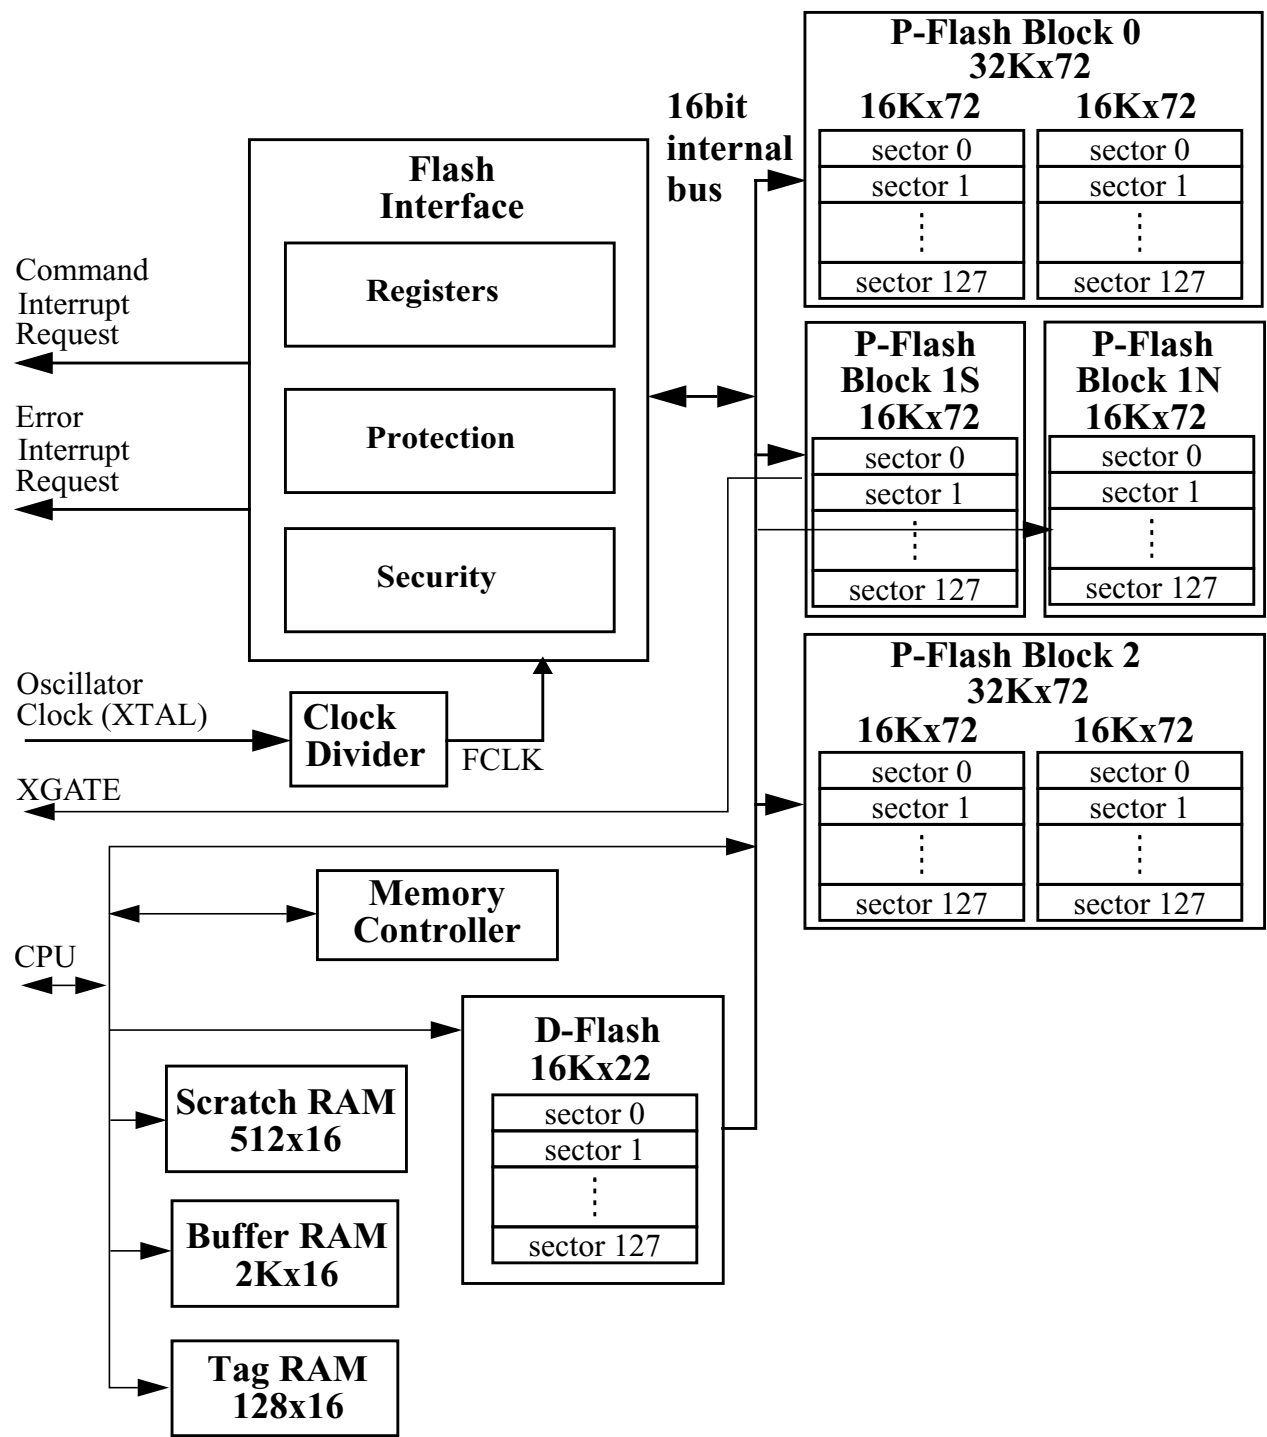 P-Flash Block 0
32Kx72
16Kx72 16Kx72
sector 0 sector 0
sector 1 sector 1
sector 127 sector 127
16bit
internal
bus
Flash
Interface
Registers
Protection
Security
Command
Interrupt
Request
Error
Interrupt
Request
P-Flash
Block 1S
16Kx72
sector 0
sector 1
sector 127
P-Flash
Block 1N
16Kx72
sector 0
sector 1
sector 127
Oscillator
Clock (XTAL)
Clock
Divider
FCLK
XGATE
P-Flash Block 2
32Kx72
16Kx72 16Kx72
sector 0 sector 0
sector 1 sector 1
sector 127 sector 127
Memory
Controller
CPU
D-Flash
16Kx22
sector 0
sector 1
sector 127
Scratch RAM
512x16
Buffer RAM
2Kx16
Tag RAM
128x16